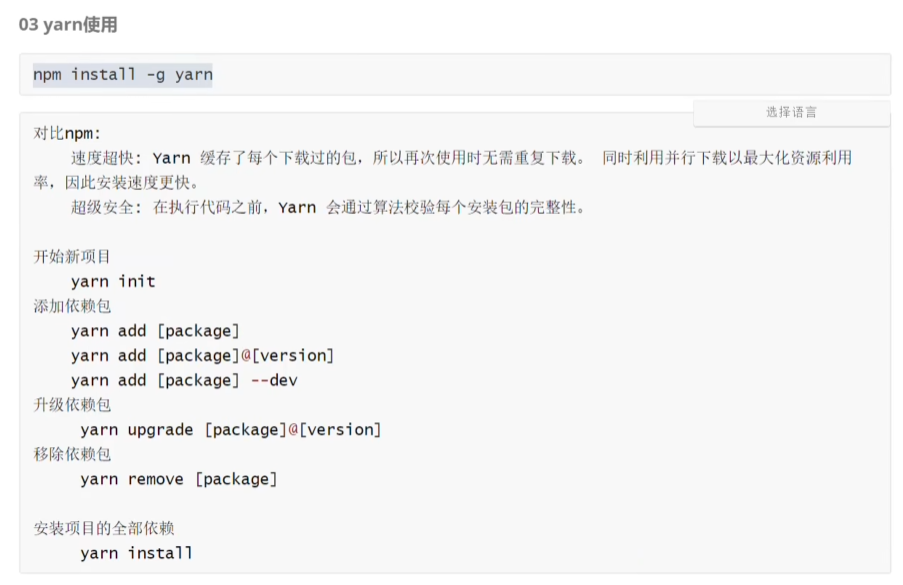 03 yarn使用
npm install -g yarn
选择语言
对比npm:
速度超快: Yarn 缓存了每个下载过的包，所以再次使用时无需重复下载。 同时利用并行下载以最大化资源利用
率，因此安装速度更快。
超级安全: 在执行代码之前，Yarn 会通过算法校验每个安装包的完整性。
开始新项目
yarn init
添加依赖包
yarn add [package]
yarn add [package]@[version]
yarn add [package] --dev
升级依赖包
yarn upgrade [package]@[version]
移除依赖包
yarn remove [package]
安装项目的全部依赖
yarn install